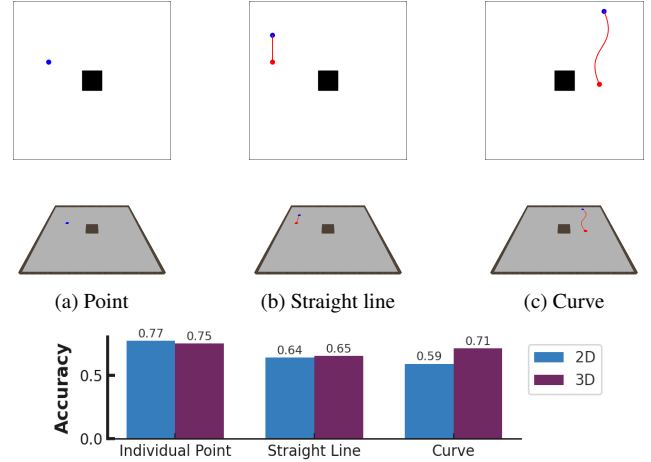 (a) Point
(b) Straight line
(c) Curve
Accuracy
0.5
0.0
0.77
0.75
0.64
0.65
0.59
0.71
Individual Point
Straight Line
Curve
2D
3D